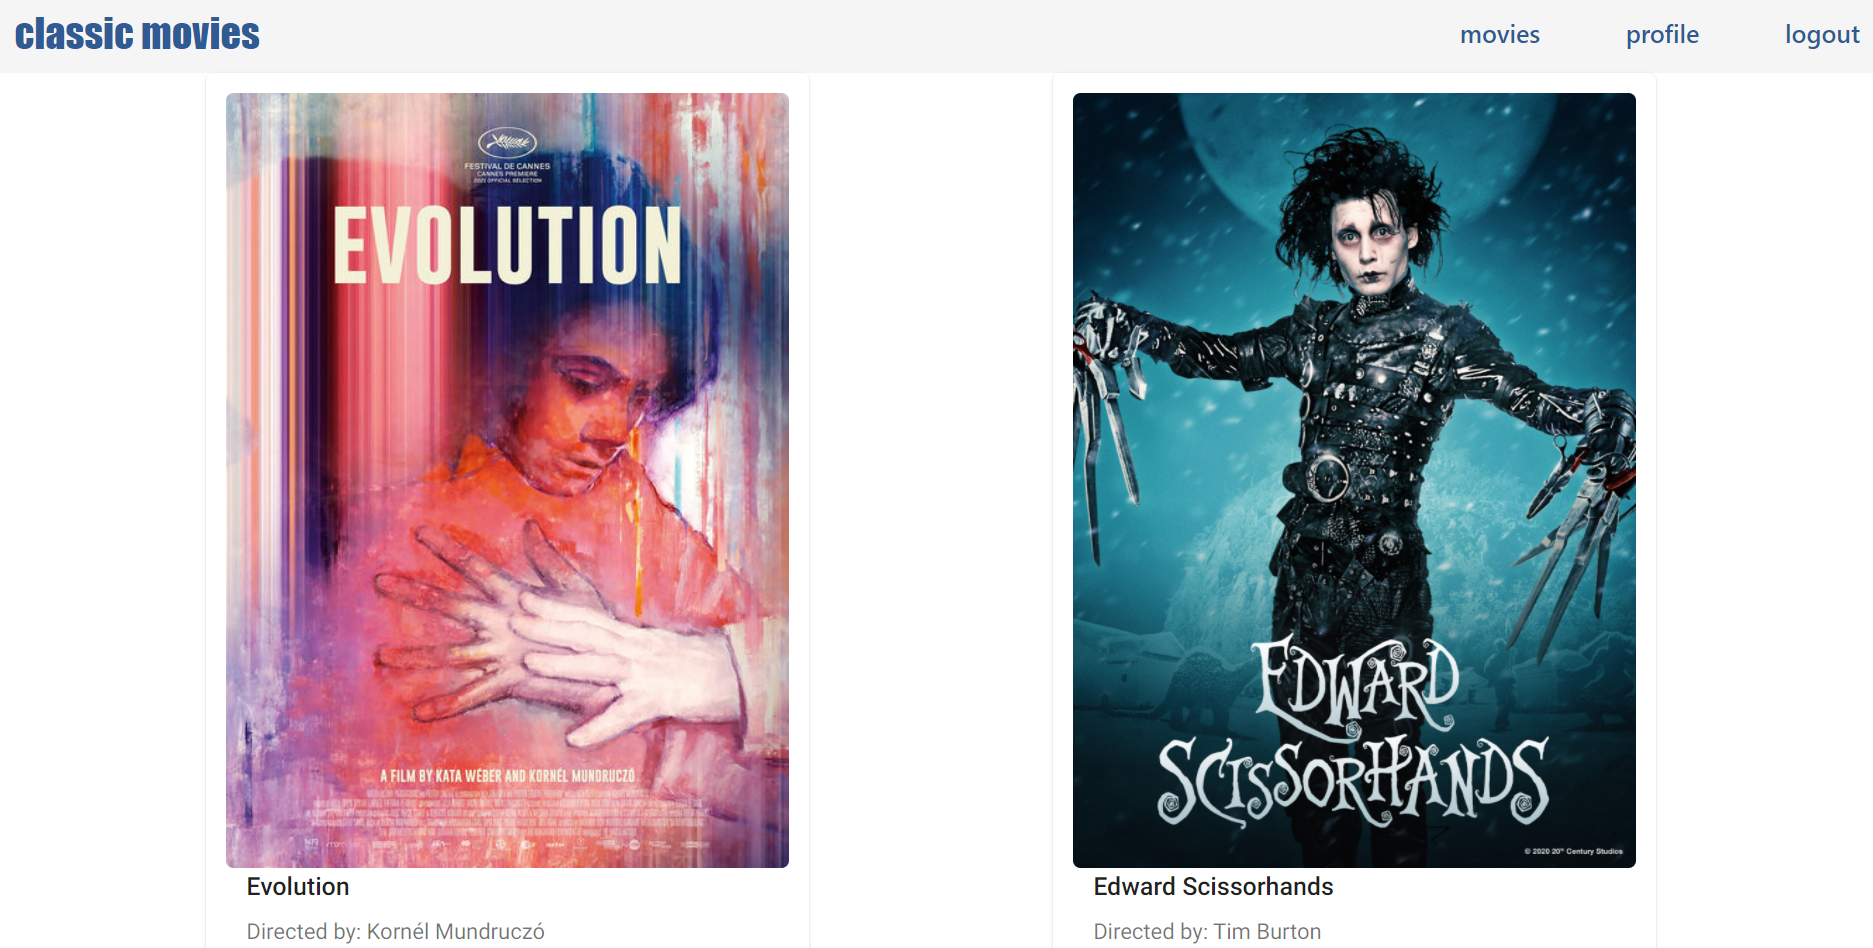 classic movies
movies
profile
logout
FESTIVAL DE CANNES
CANNES PREMIERE
2021 OFFICIAL SELECTION
EVOLUTION
A FILM BY KATA WÉBER AND KORNÉL MUNDRUCZÓ
Evolution
Directed by: Kornél Mundruczó
EDWARD
SCISSORHANDS
© 2020 20th Century Studios
Edward Scissorhands
Directed by: Tim Burton